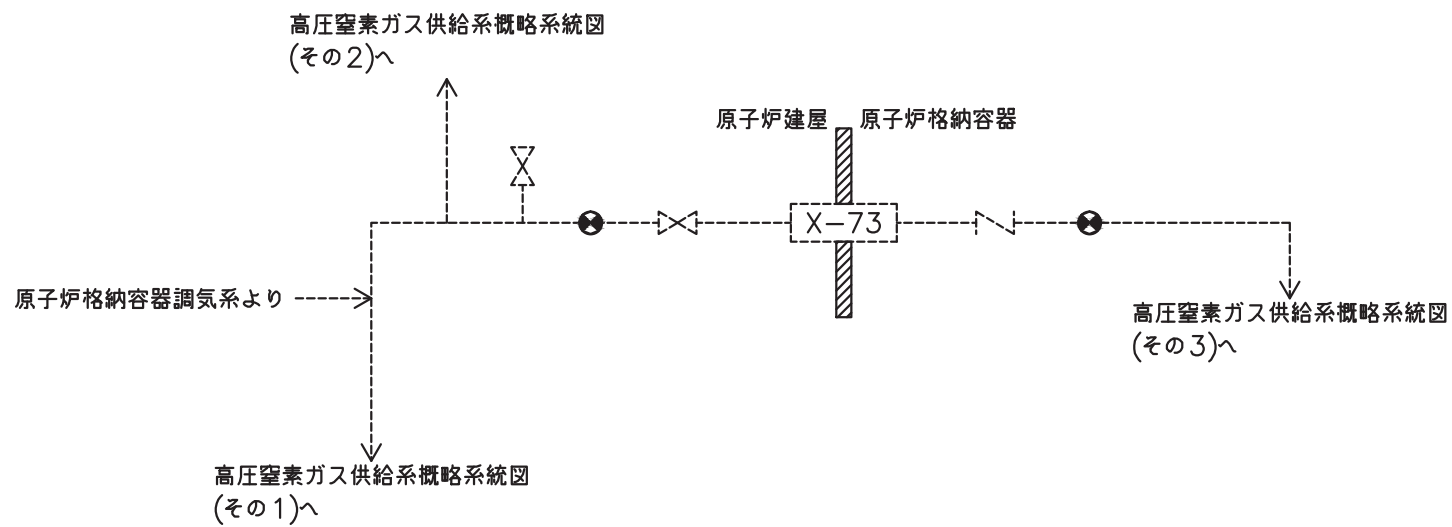 高圧窒素ガス供給系概略系統図
(その2)へ
原子炉建屋
原子炉格納容器
X-73
原子炉格納容器調気系より
高圧窒素ガス供給系概略系統図
(その3)へ
高圧窒素ガス供給系概略系統図
(その1)へ